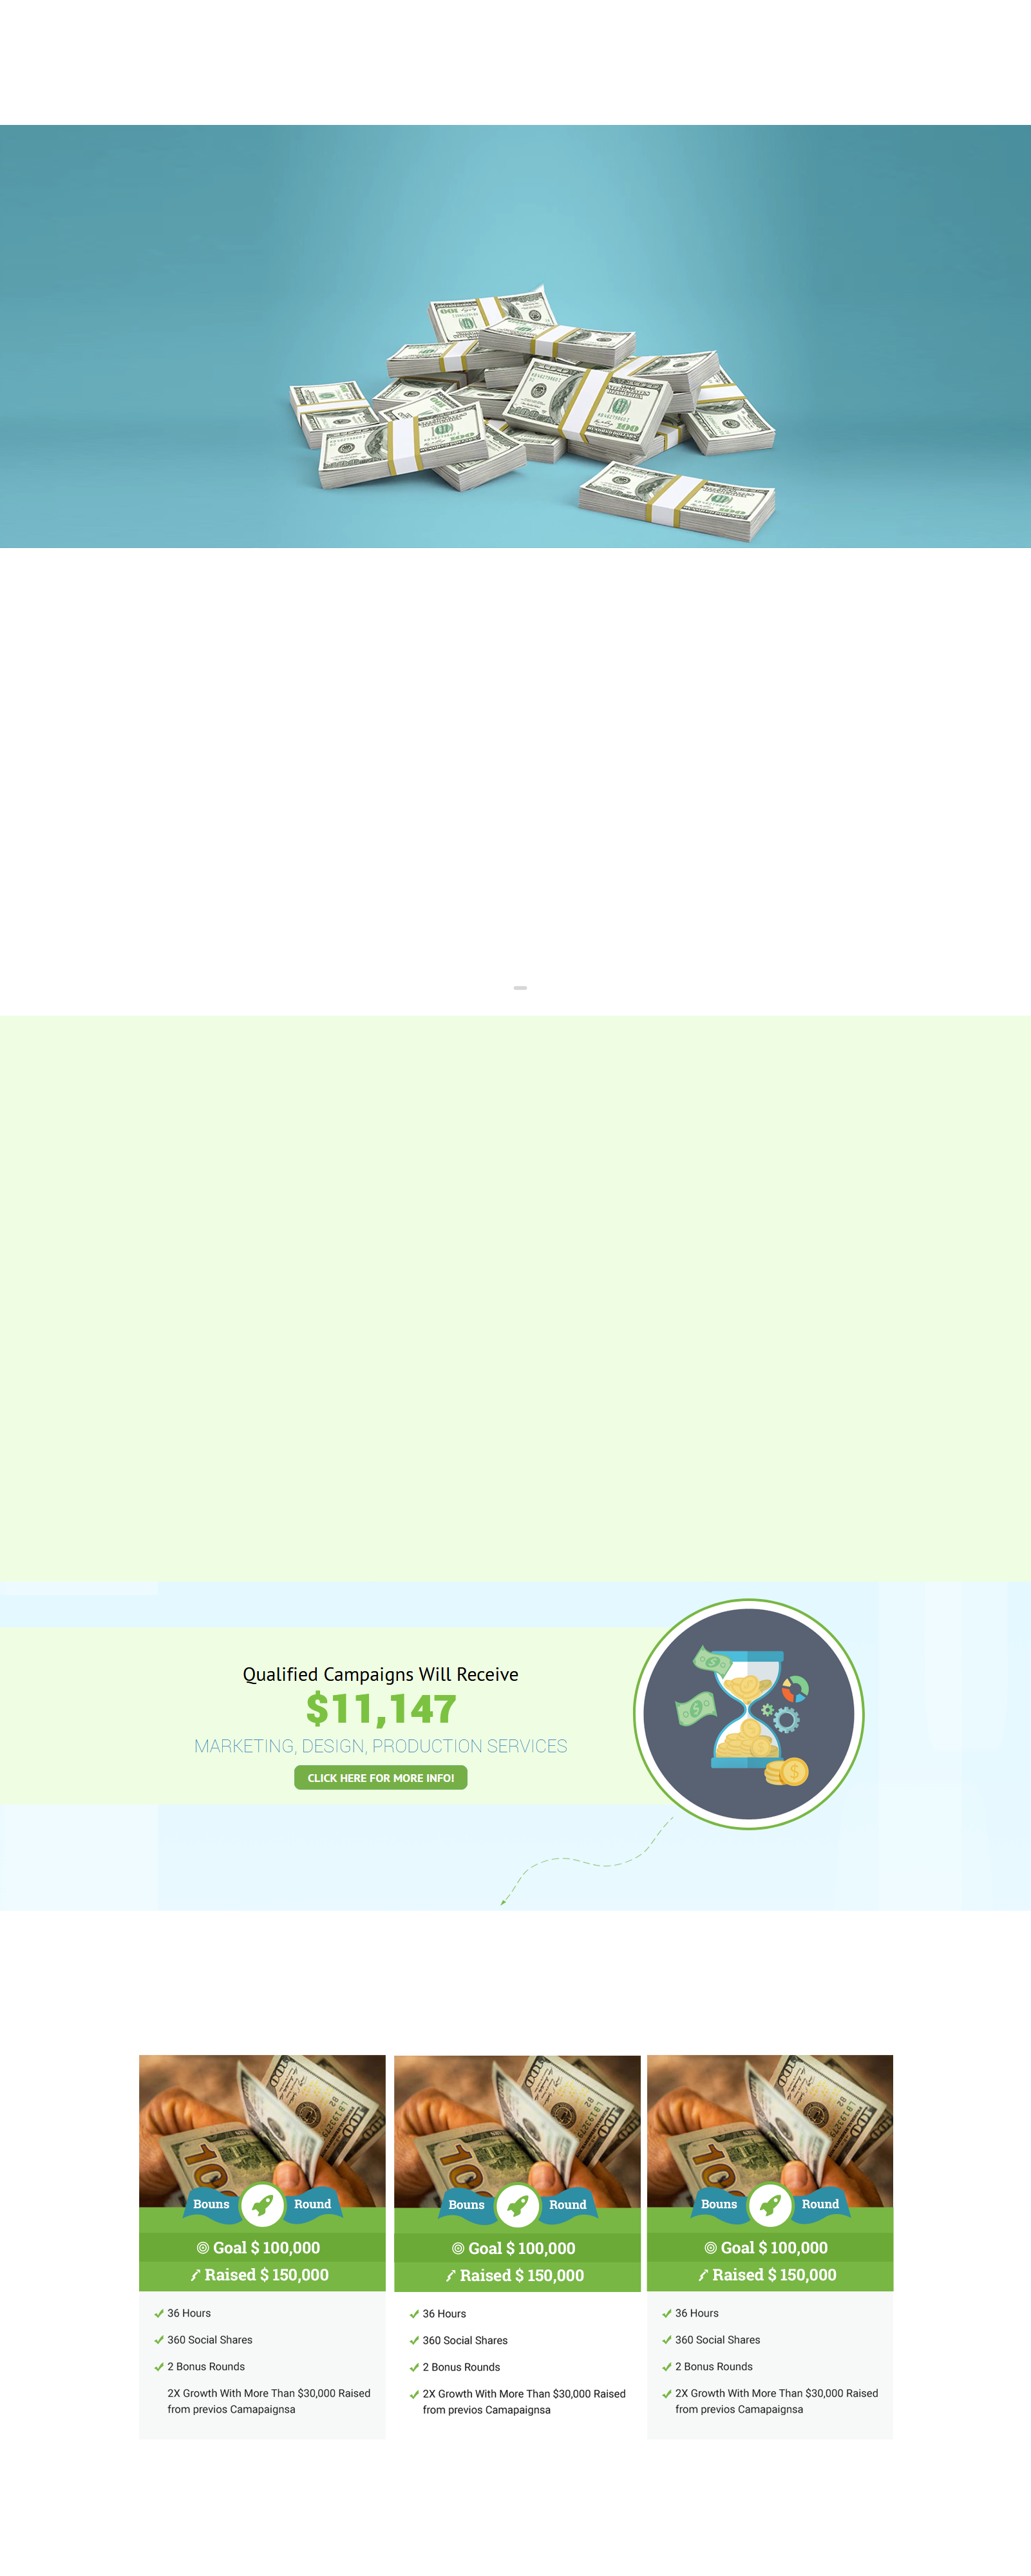 Qualified Campaigns Will Receive
$11,147
MARKETING, DESIGN, PRODUCTION SERVICES
CLICK HERE FOR MORE INFO!
Bouns Round
Goal $ 100,000
Raised $ 150,000
36 Hours
360 Social Shares
2 Bonus Rounds
2X Growth With More Than $30,000 Raised
from previos Camapaignsa
Bouns Round
Goal $ 100,000
Raised $ 150,000
36 Hours
360 Social Shares
2 Bonus Rounds
2X Growth With More Than $30,000 Raised
from previos Camapaignsa
Bouns Round
Goal $ 100,000
Raised $ 150,000
36 Hours
360 Social Shares
2 Bonus Rounds
2X Growth With More Than $30,000 Raised
from previos Camapaignsa